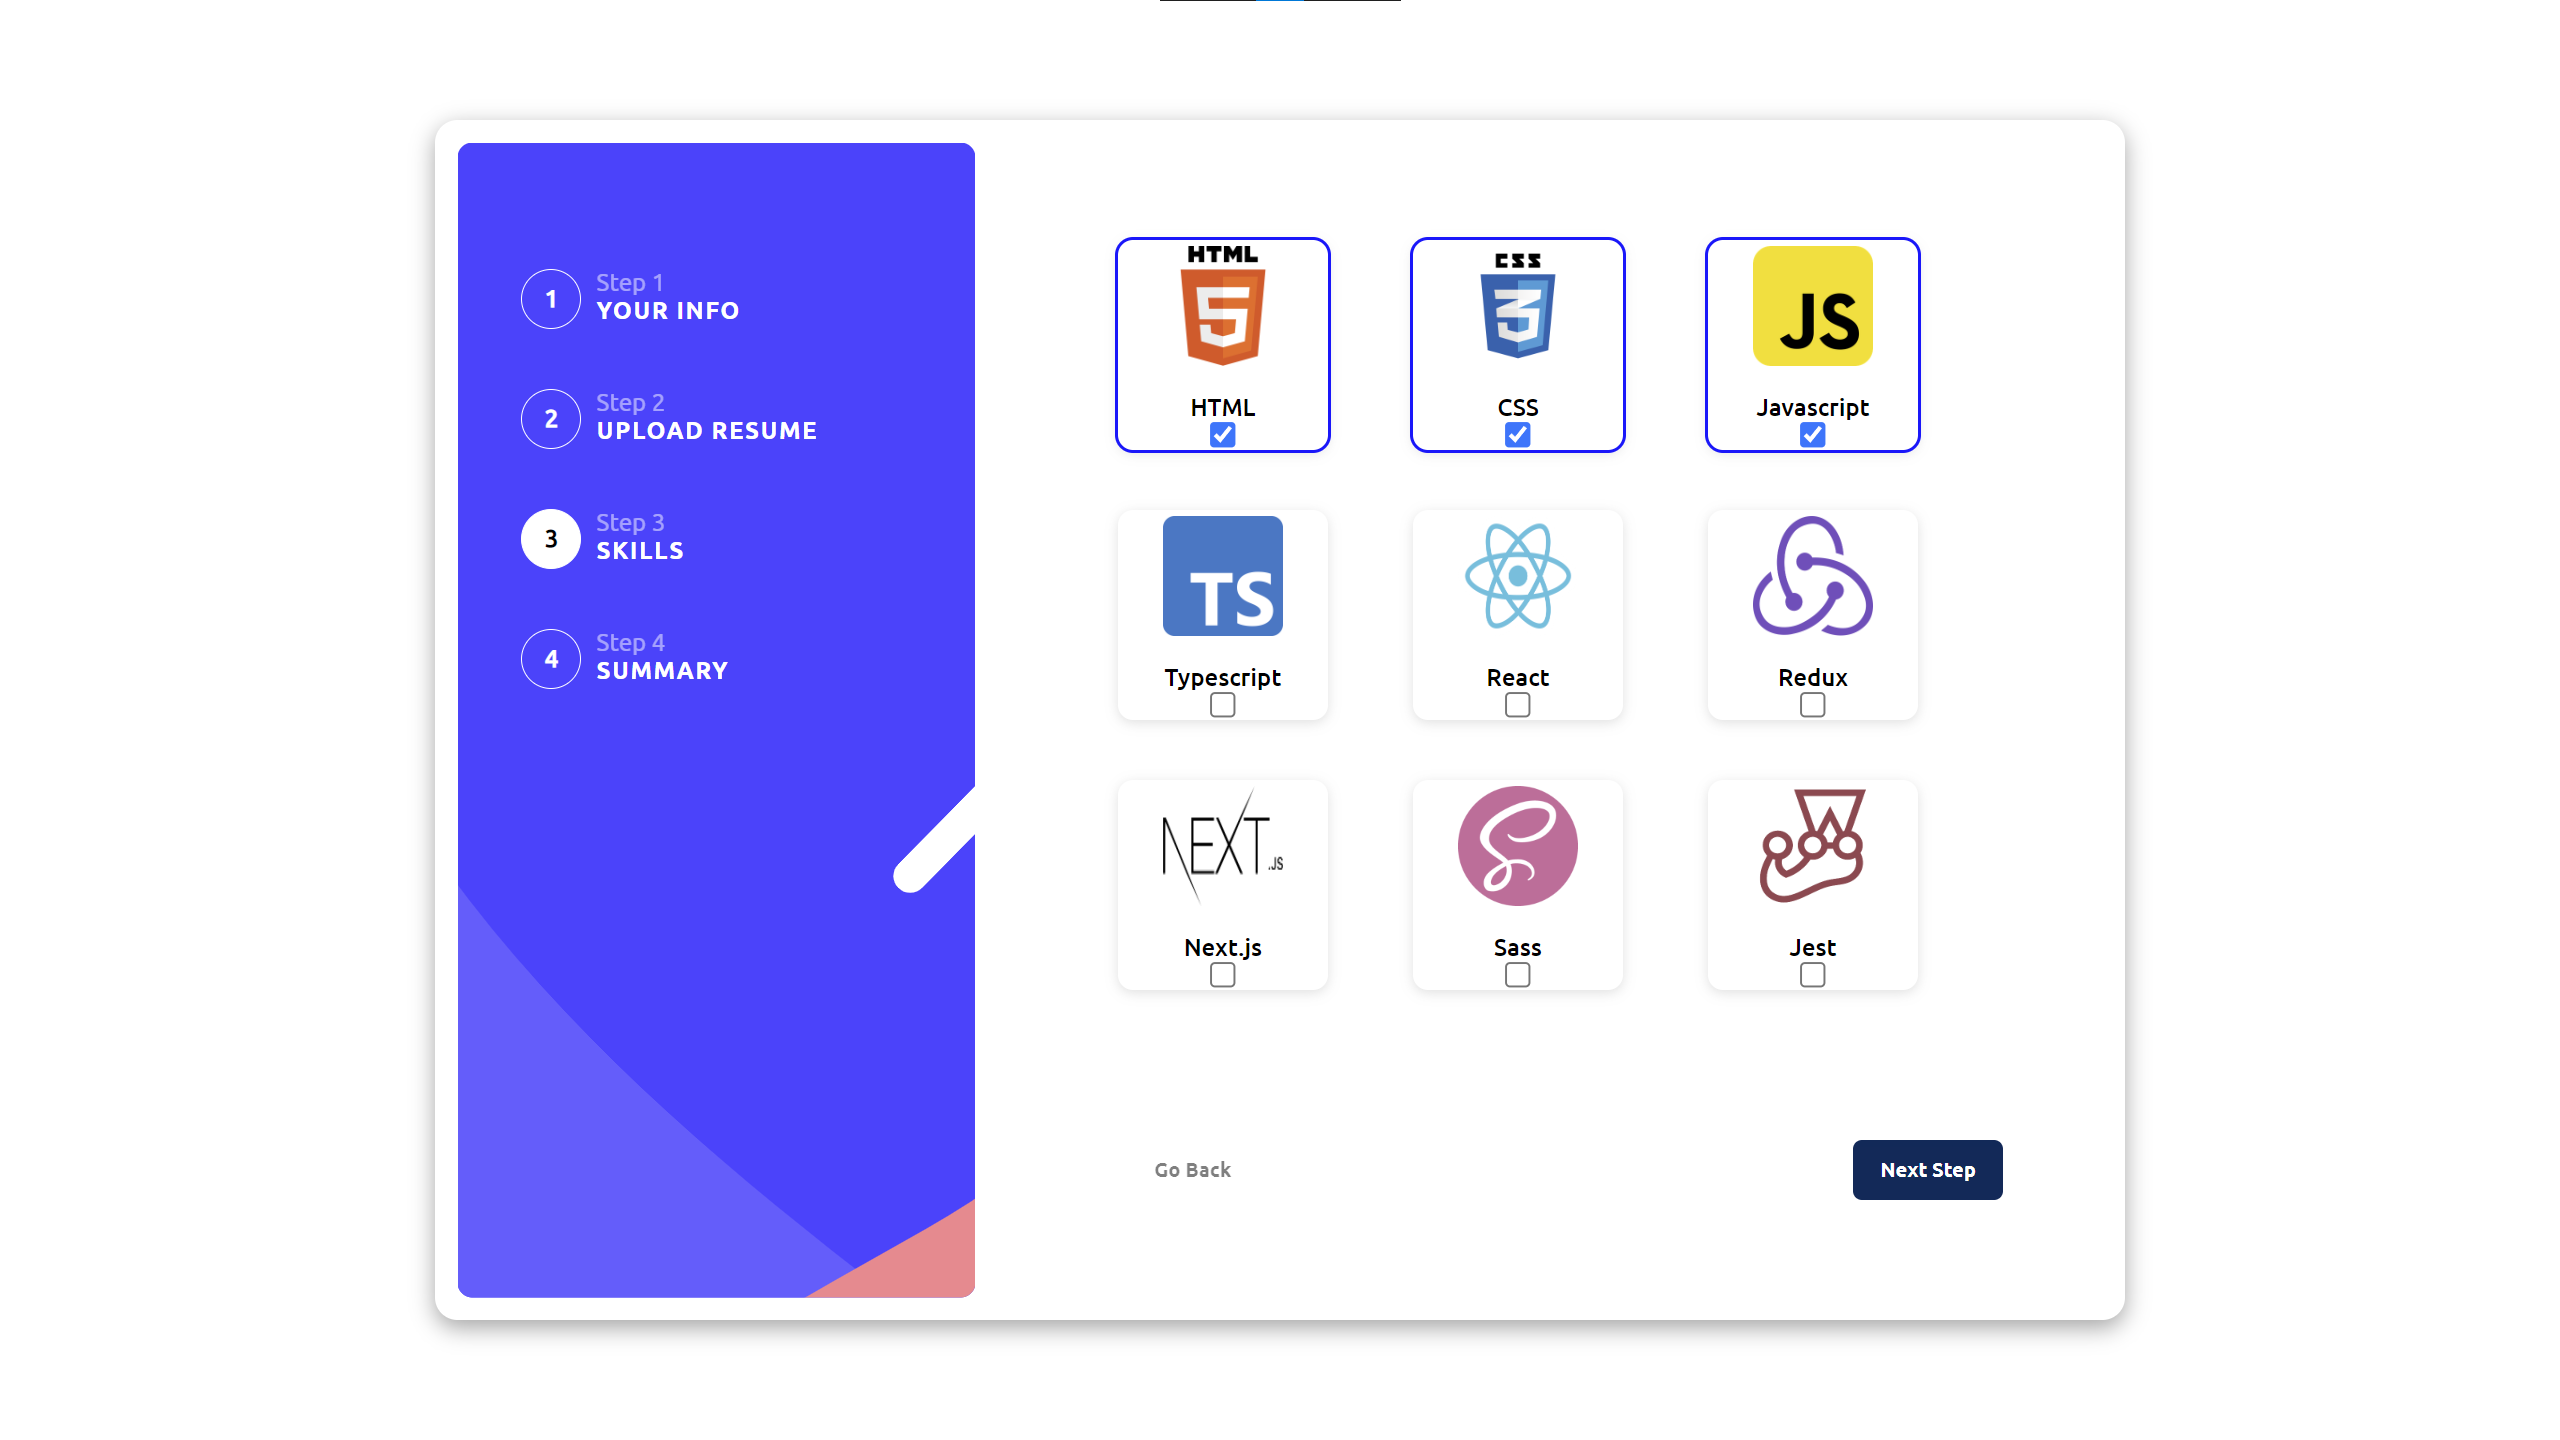 1
Step 1
YOUR INFO
2
Step 2
UPLOAD RESUME
3
Step 3
SKILLS
4
Step 4
SUMMARY
HTML
5
HTML
CSS
3
CSS
JS
Javascript
TS
Typescript
React
Redux
NEXT.JS
Next.js
S
Sass
Jest
Go Back
Next Step